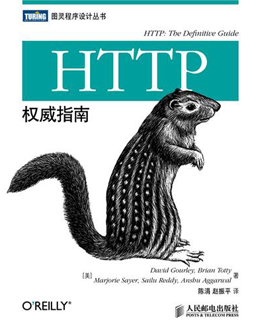 TURING 图灵程序设计丛书
HTTP: The Definitive Guide
HTTP
权威指南
David Gourley, Brian Totty
[美] Marjorie Sayer, Sailu Reddy, Anshu Aggarwal 著
陈涓 赵振平 译
O'REILLY®
人民邮电出版社
POSTS & TELECOM PRESS